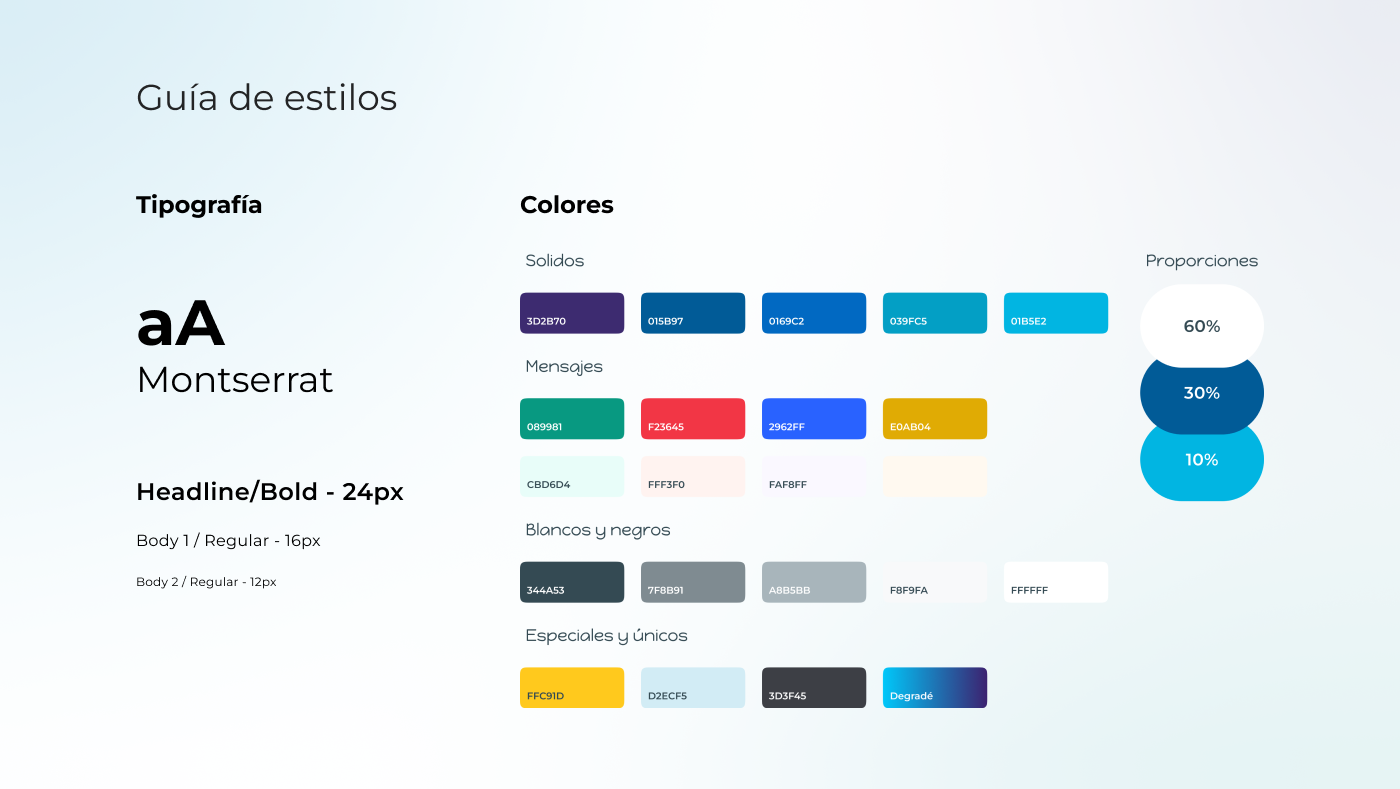 Guía de estilos
Tipografía
aA
Montserrat
Headline/Bold - 24px
Body 1 / Regular - 16px
Body 2 / Regular - 12px
Colores
Solidos
3D2B70
015B97
0169C2
039FC5
01B5E2
Mensajes
089981
F23645
2962FF
E0AB04
CBD6D4
FFF3F0
FAF8FF
Blancos y negros
344A53
7F8B91
A8B5BB
F8F9FA
FFFFFF
Especiales y únicos
FFC91D
D2ECF5
3D3F45
Degradé
Proporciones
60%
30%
10%